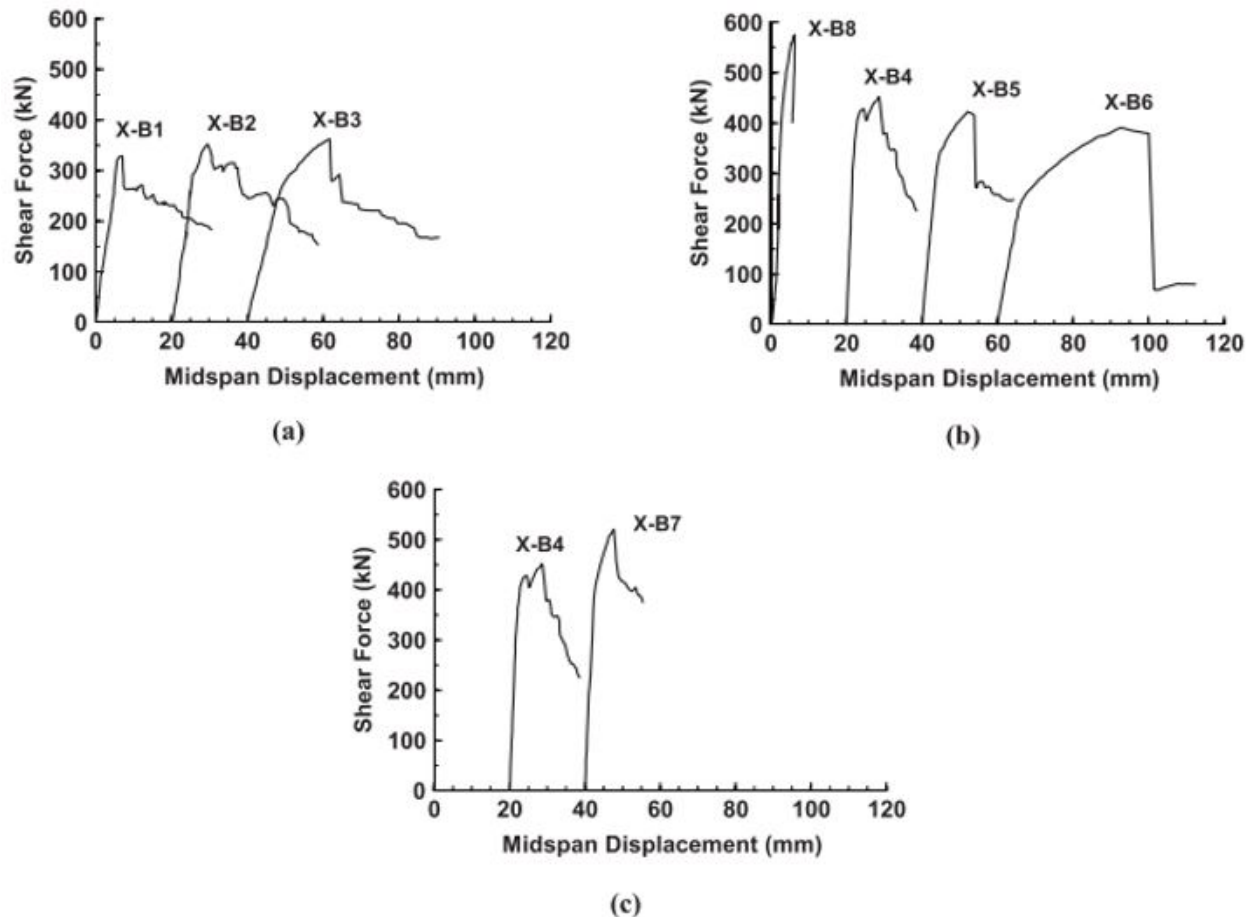 600
500
400
300
200
100
0
Shear Force (kN)
X-B1
X-B2
X-B3
0 20 40 60 80 100 120
Midspan Displacement (mm)
(a)
600
500
400
300
200
100
0
Shear Force (kN)
X-B8
X-B4
X-B5
X-B6
0 20 40 60 80 100 120
Midspan Displacement (mm)
(b)
600
500
400
300
200
100
0
Shear Force (kN)
X-B4
X-B7
0 20 40 60 80 100 120
Midspan Displacement (mm)
(c)